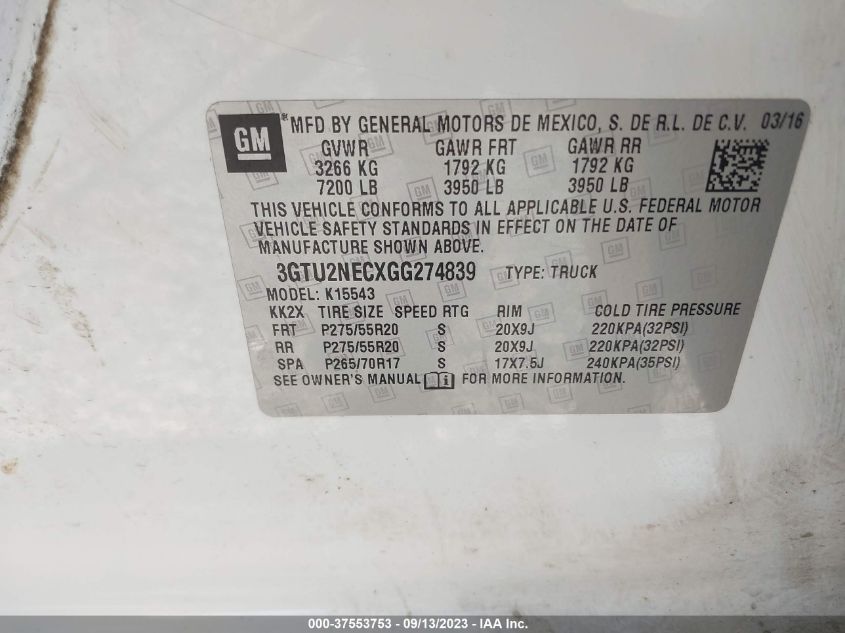 GM ® MFD BY GENERAL MOTORS DE MEXICO, S. DE R.L. DE C.V. 03/16
GVWR GAWR FRT GAWR RR
3266 KG 1792 KG 1792 KG
7200 LB 3950 LB 3950 LB
THIS VEHICLE CONFORMS TO ALL APPLICABLE U.S. FEDERAL MOTOR
VEHICLE SAFETY STANDARDS IN EFFECT ON THE DATE OF
MANUFACTURE SHOWN ABOVE.
3GTU2NECXGG274839 TYPE: TRUCK
MODEL: K15543
KK2X TIRE SIZE SPEED RTG RIM COLD TIRE PRESSURE
FRT P275/55R20 S 20X9J 220KPA(32PSI)
RR P275/55R20 S 20X9J 220KPA(32PSI)
SPA P265/70R17 S 17X7.5J 240KPA(35PSI)
SEE OWNER'S MANUAL i FOR MORE INFORMATION.
000-37553753 - 09/13/2023 - IAA Inc.